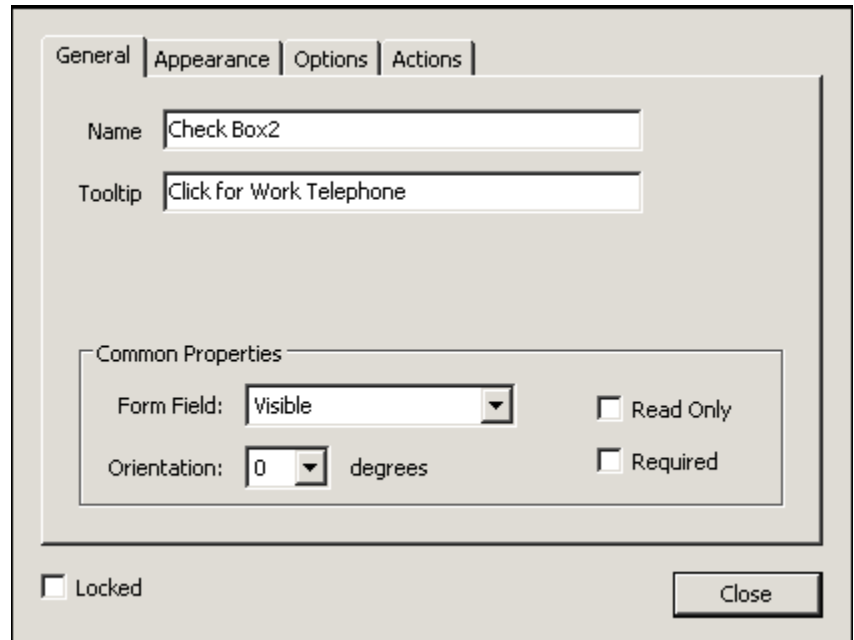 General Appearance Options Actions
Name Check Box2
Tooltip Click for Work Telephone
Common Properties
Form Field: Visible Read Only
Orientation: 0 degrees Required
Locked Close